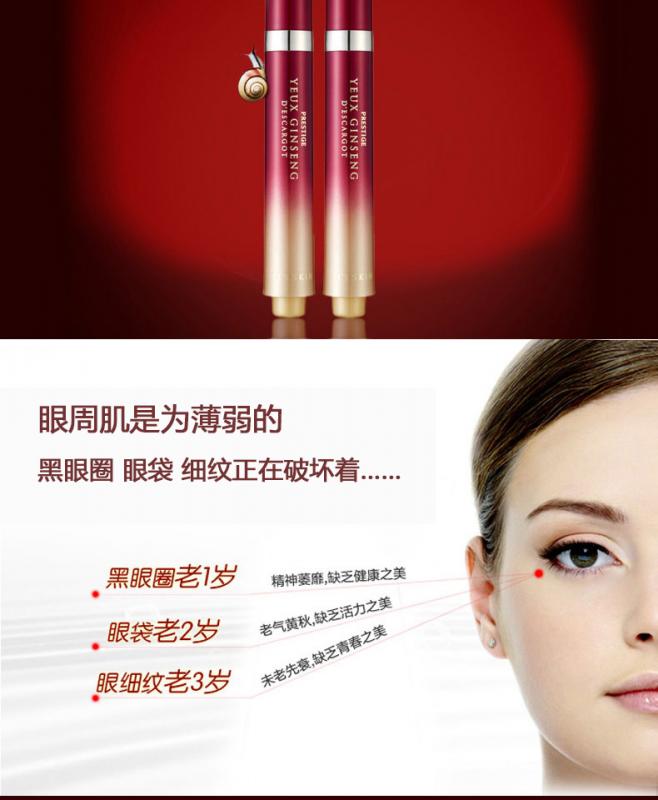 PRESTIGE
YEUX GINSENG
D'ESCARGOT
PRESTIGE
YEUX GINSENG
D'ESCARGOT
眼周肌是为薄弱的
黑眼圈 眼袋 细纹正在破坏着......
黑眼圈老1岁 精神萎靡,缺乏健康之美
眼袋老2岁 老气黄秋,缺乏活力之美
眼细纹老3岁 未老先衰,缺乏青春之美